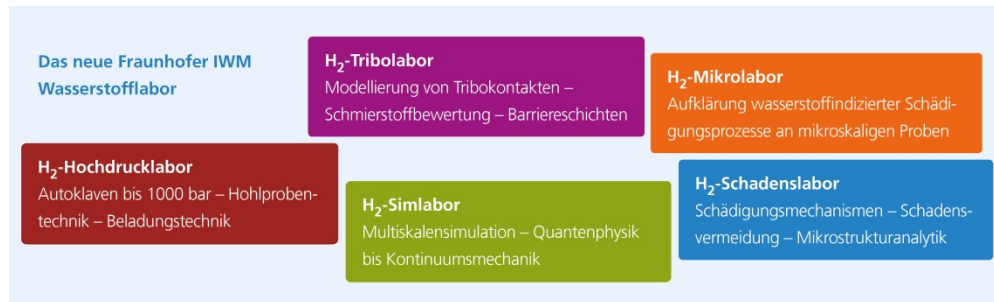 Das neue Fraunhofer IWM
Wasserstofflabor
H₂-Tribolabor
Modellierung von Tribokontakten –
Schmierstoffbewertung – Barriereschichten
H₂-Mikrolabor
Aufklärung wasserstoffindizierter Schädi-
gungsprozesse an mikroskaligen Proben
H₂-Hochdrucklabor
Autoklaven bis 1000 bar – Hohlproben-
technik – Beladungstechnik
H₂-Simlabor
Multiskalensimulation – Quantenphysik
bis Kontinuumsmechanik
H₂-Schadenslabor
Schädigungsmechanismen – Schadens-
vermeidung – Mikrostrukturanalytik